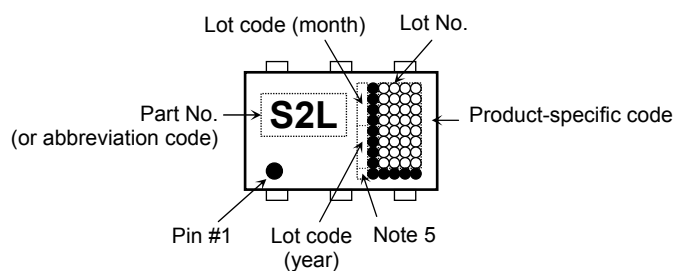 Lot code (month)
Lot No.
Part No.
(or abbreviation code)
S2L
Product-specific code
Pin #1
Lot code
(year)
Note 5